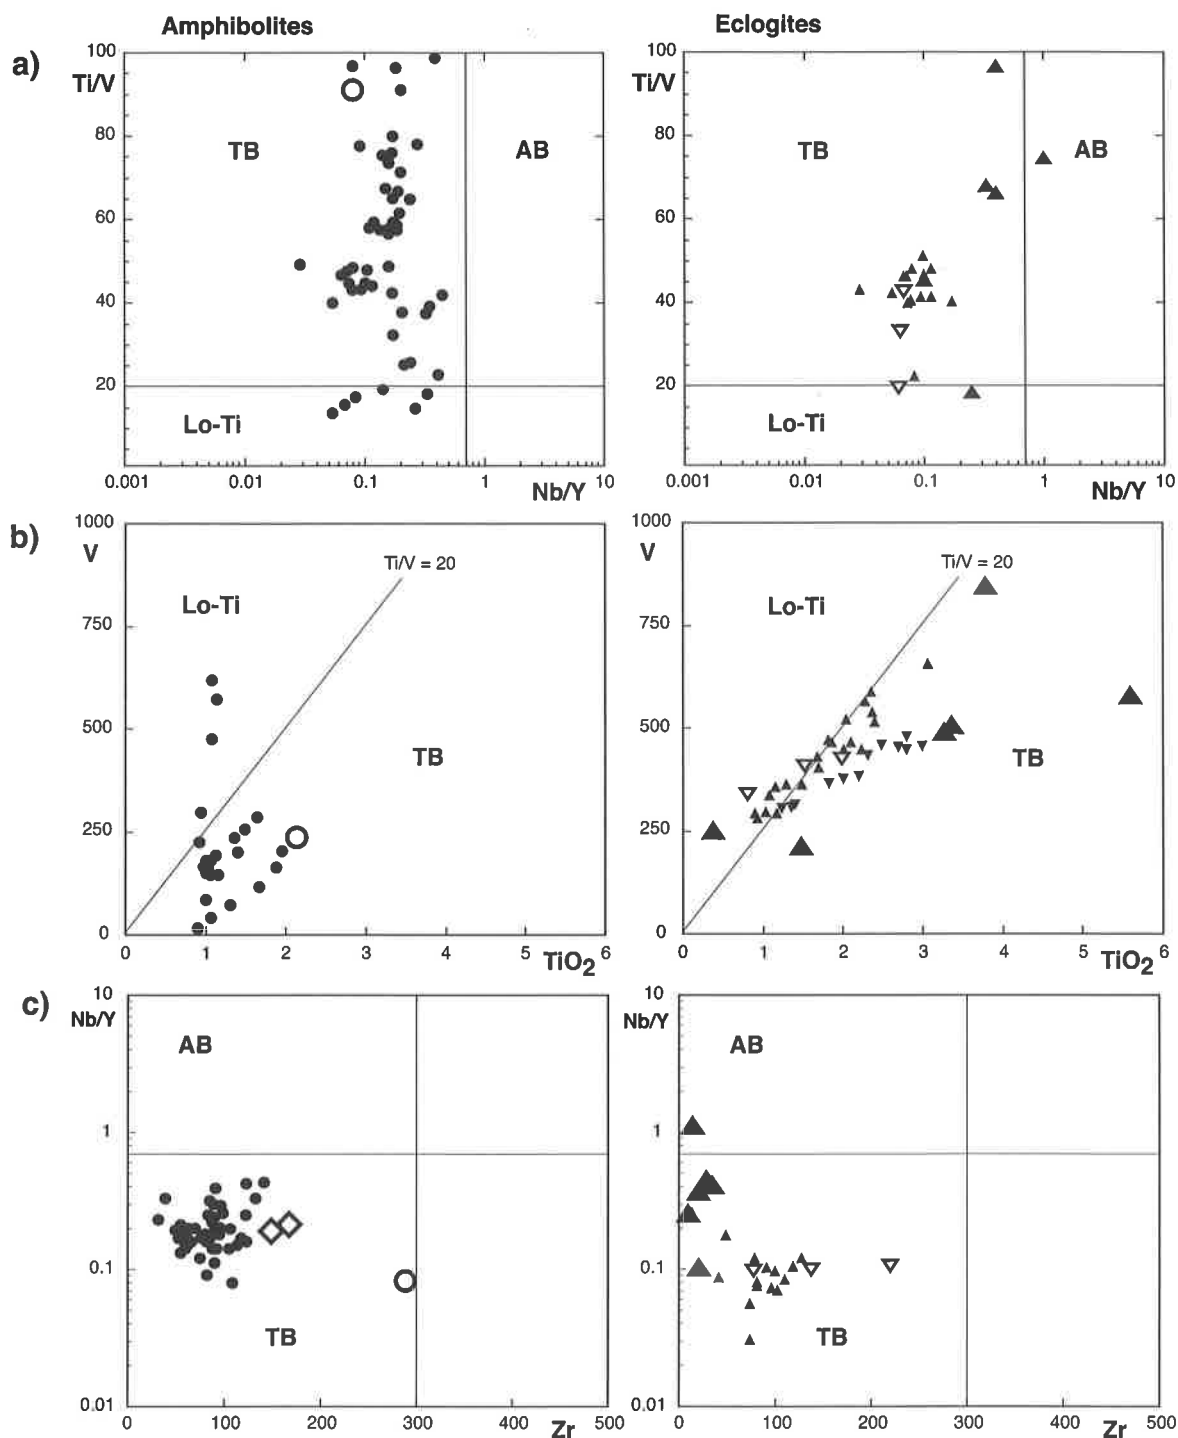 Amphibolites
Eclogites
a)
100
Ti/V
80
60
40
20
TB
AB
Lo-Ti
0.001
0.01
0.1
1
10
Nb/Y
100
Ti/V
80
60
40
20
TB
AB
Lo-Ti
0.001
0.01
0.1
1
10
Nb/Y
b)
1000
V
750
500
250
0
Ti/V = 20
Lo-Ti
TB
0
1
2
3
4
5
6
TiO2
1000
V
750
500
250
0
Ti/V = 20
Lo-Ti
TB
0
1
2
3
4
5
6
TiO2
c)
10
Nb/Y
1
0.1
0.01
AB
TB
0
100
200
300
400
500
Zr
10
Nb/Y
1
0.1
0.01
AB
TB
0
100
200
300
400
500
Zr